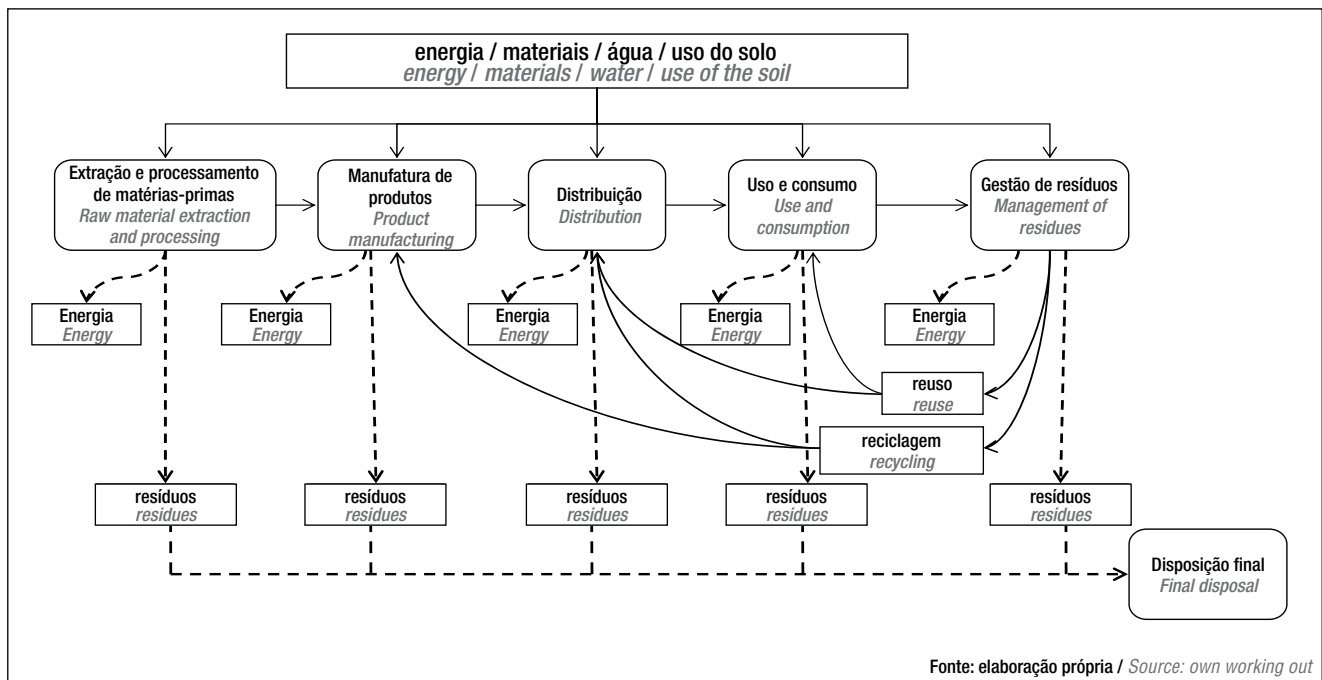 energia / materiais / água / uso do solo
energy / materials / water / use of the soil
Extração e processamento
de matérias-primas
Raw material extraction
and processing
Manufatura de
produtos
Product
manufacturing
Distribuição
Distribution
Uso e consumo
Use and
consumption
Gestão de resíduos
Management of
residues
Energia
Energy
Energia
Energy
Energia
Energy
Energia
Energy
Energia
Energy
reuso
reuse
reciclagem
recycling
resíduos
residues
resíduos
residues
resíduos
residues
resíduos
residues
resíduos
residues
Disposição final
Final disposal
Fonte: elaboração própria / Source: own working out